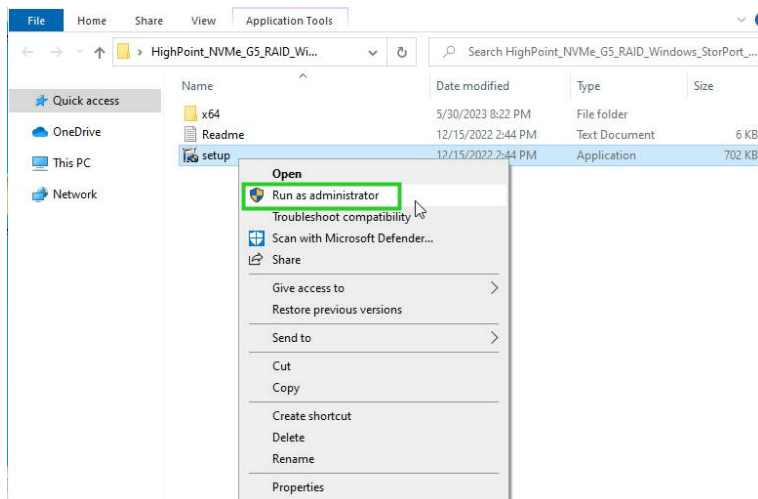 File Home Share View Application Tools
HighPoint_NVMe_G5_RAID_Wi... Search HighPoint_NVMe_G5_RAID_Windows_StorPort_...
Name Date modified Type Size
Quick access
x64 5/30/2023 8:22 PM File folder
OneDrive
Readme 12/15/2022 2:44 PM Text Document 6 KB
This PC
setup 12/15/2022 2:44 PM Application 702 KB
Network
Open
Run as administrator
Troubleshoot compatibility
Scan with Microsoft Defender...
Share
Give access to
Restore previous versions
Send to
Cut
Copy
Create shortcut
Delete
Rename
Properties